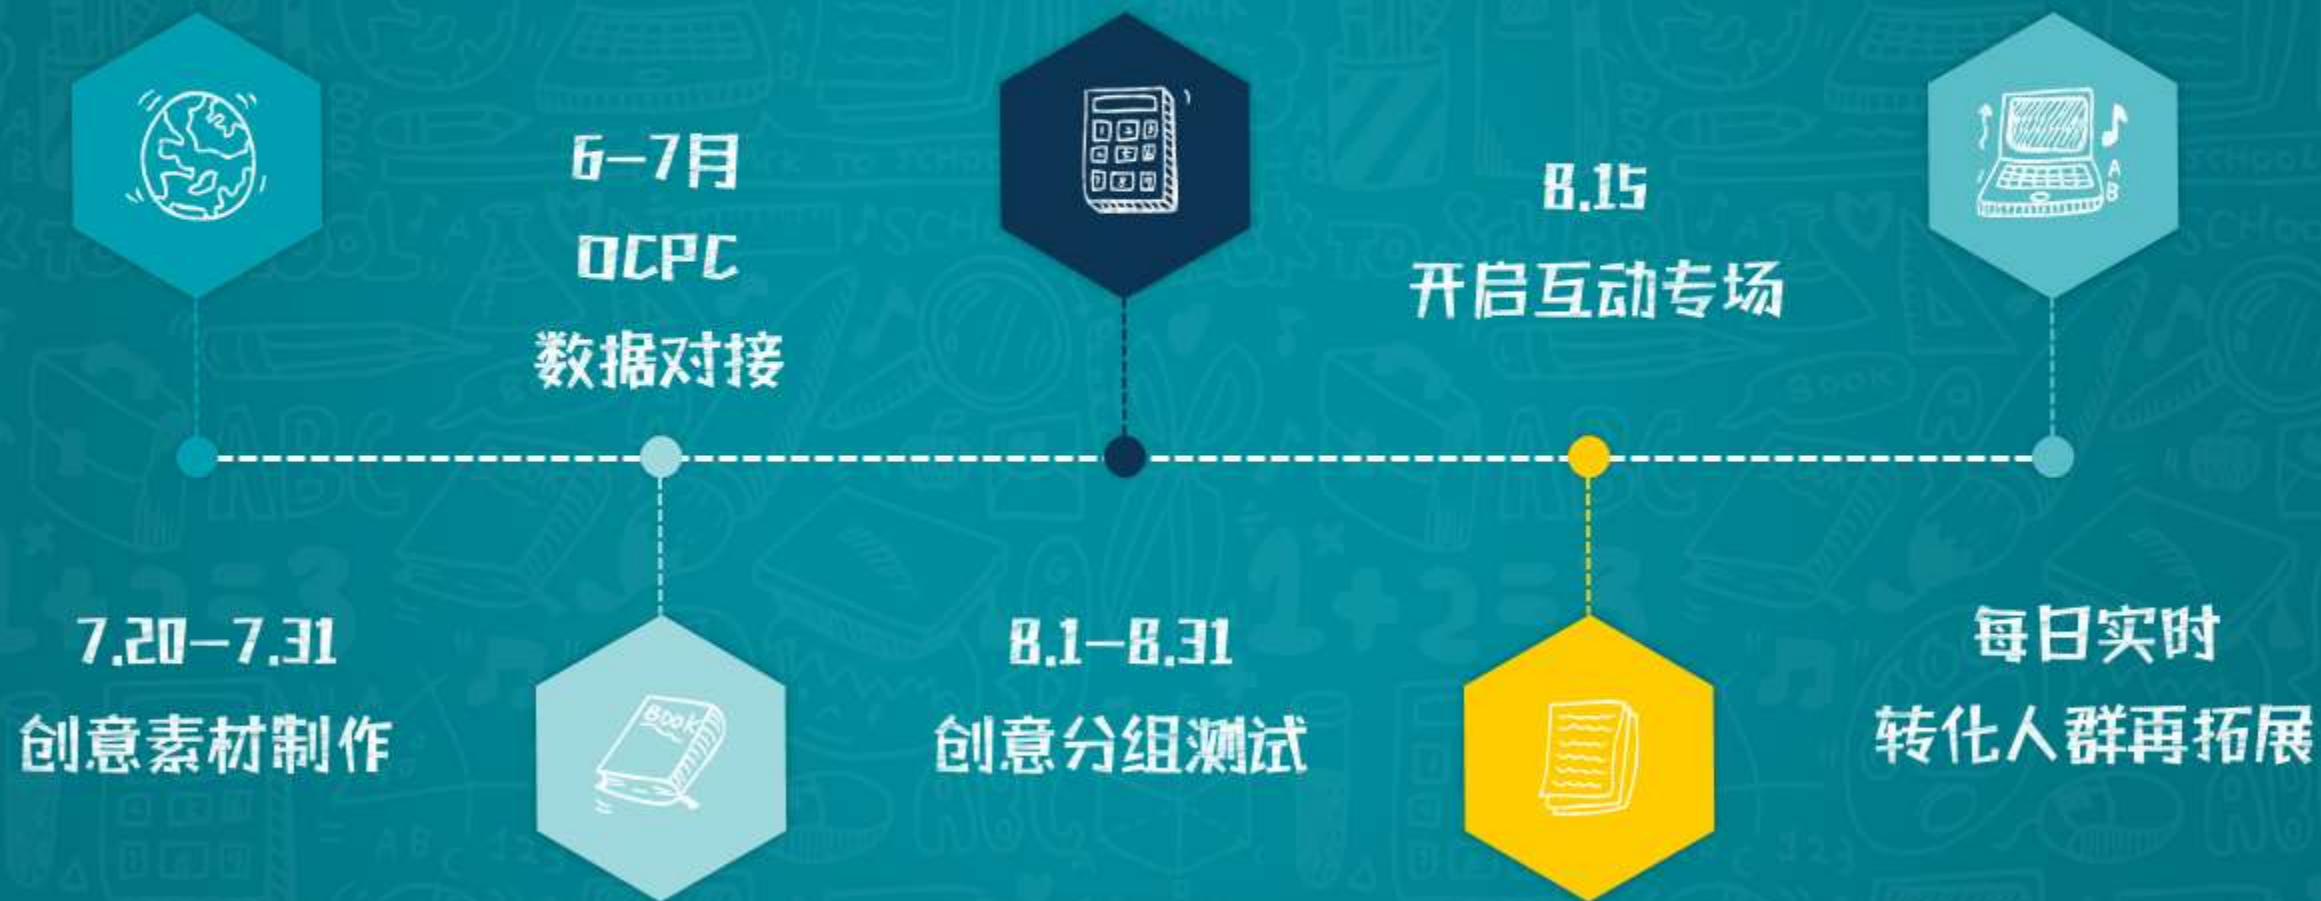 7.20-7.31
创意素材制作
6-7月
OCPC
数据对接
BOOK
8.1-8.31
创意分组测试
8.15
开启互动专场
每日实时
转化人群再拓展